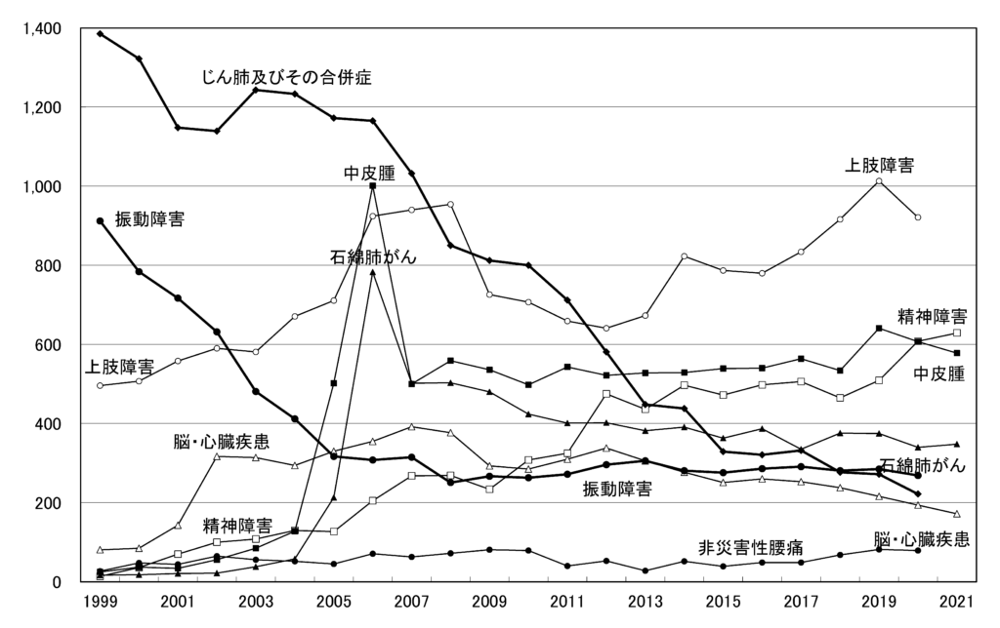 1,400
じん肺及びその合併症
1,200
中皮腫
上肢障害
1,000
振動障害
石綿肺がん
800
精神障害
600
上肢障害
中皮腫
脳・心臓疾患
400
石綿肺がん
振動障害
200
精神障害
非災害性腰痛
脳・心臓疾患
0
1999 2001 2003 2005 2007 2009 2011 2013 2015 2017 2019 2021